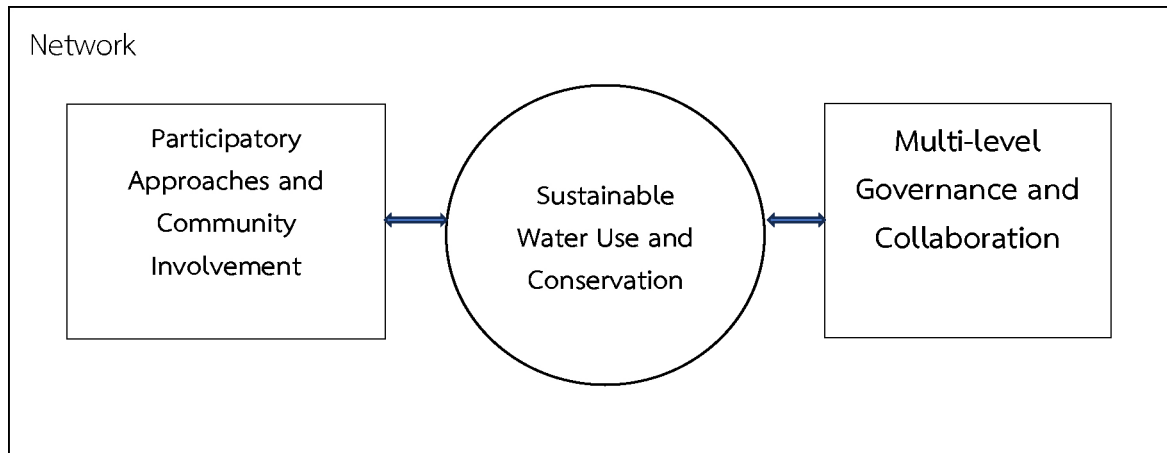 Network
Participatory
Approaches and
Community
Involvement
Sustainable
Water Use and
Conservation
Multi-level
Governance and
Collaboration